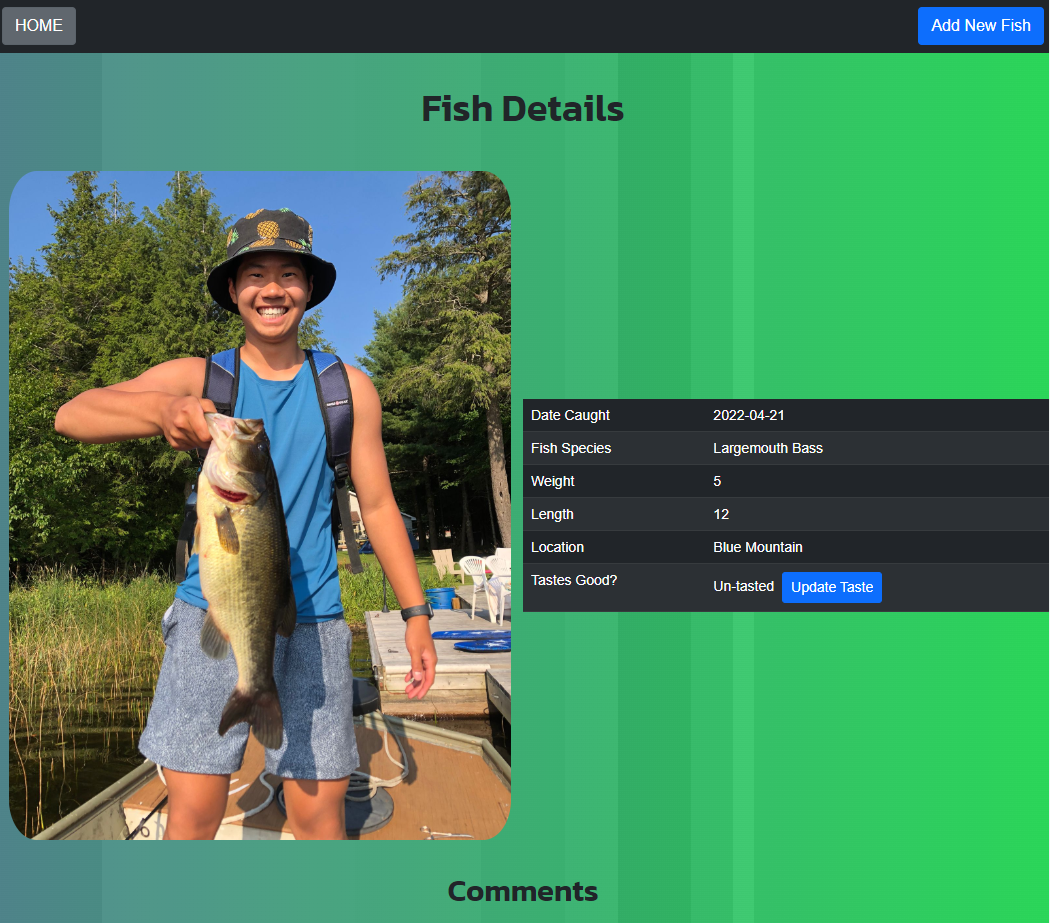 HOME
Add New Fish
Fish Details
Date Caught 2022-04-21
Fish Species Largemouth Bass
Weight 5
Length 12
Location Blue Mountain
Tastes Good? Un-tasted Update Taste
Comments